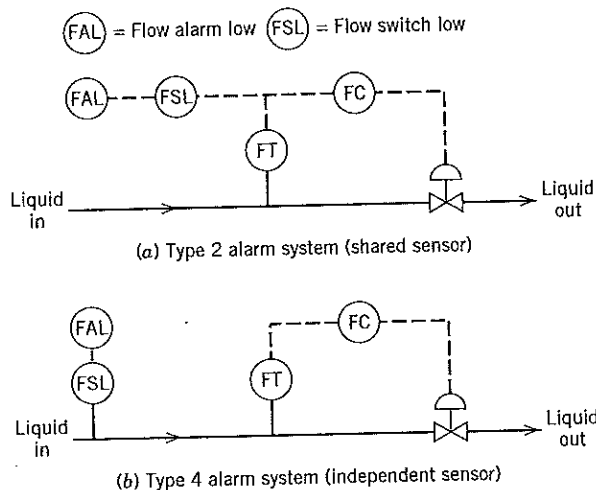 FAL = Flow alarm low FSL = Flow switch low
FAL FSL FC
FT
Liquid in
Liquid out
(a) Type 2 alarm system (shared sensor)
FAL FC
FSL FT
Liquid in
Liquid out
(b) Type 4 alarm system (independent sensor)